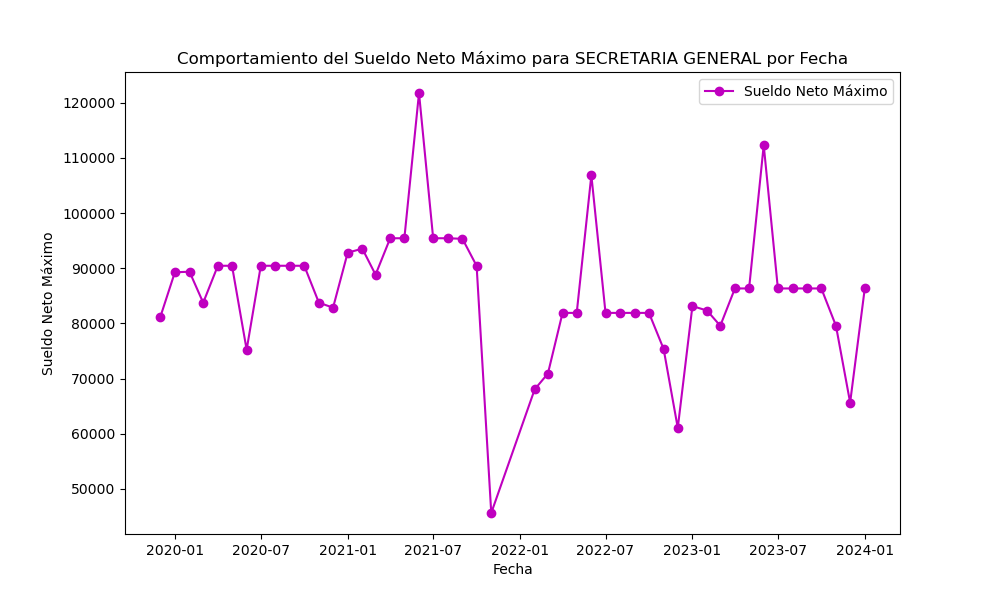 Comportamiento del Sueldo Neto Máximo para SECRETARIA GENERAL por Fecha
Sueldo Neto Máximo
120000
110000
100000
90000
80000
70000
60000
50000
Sueldo Neto Máximo
2020-01 2020-07 2021-01 2021-07 2022-01 2022-07 2023-01 2023-07 2024-01
Fecha